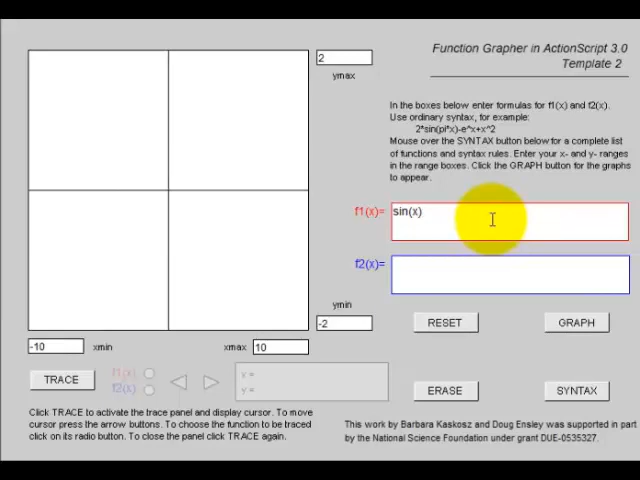 Function Grapher in ActionScript 3.0
Template 2
2
ymax
In the boxes below enter formulas for f1(x) and f2(x).
Use ordinary syntax, for example:
2*sin(pi*x)-e^x+x^2
Mouse over the SYNTAX button below for a complete list
of functions and syntax rules. Enter your x- and y- ranges
in the range boxes. Click the GRAPH button for the graphs
to appear.
f1(x)=
sin(x)
f2(x)=
ymin
-2
RESET
GRAPH
-10
xmin
xmax
10
TRACE
f1(x)
f2(x)
y =
y =
ERASE
SYNTAX
Click TRACE to activate the trace panel and display cursor. To move
cursor press the arrow buttons. To choose the function to be traced
click on its radio button. To close the panel click TRACE again.
This work by Barbara Kaskosz and Doug Ensley was supported in part
by the National Science Foundation under grant DUE-0535327.